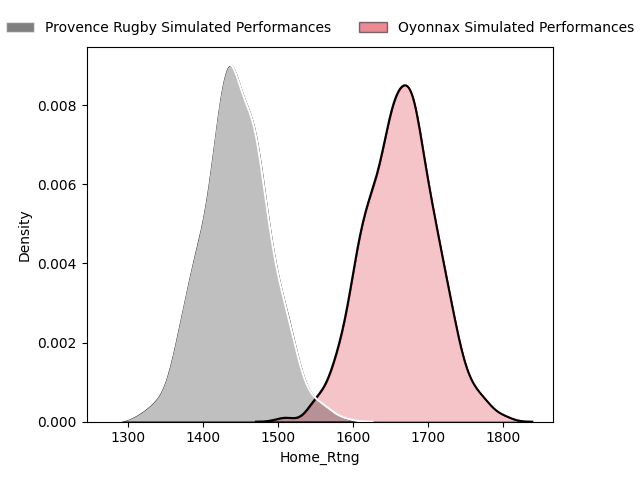 Provence Rugby Simulated Performances Oyonnax Simulated Performances
0.008
0.006
0.004
0.002
0.000
Density
1300 1400 1500 1600 1700 1800
Home_Rtng